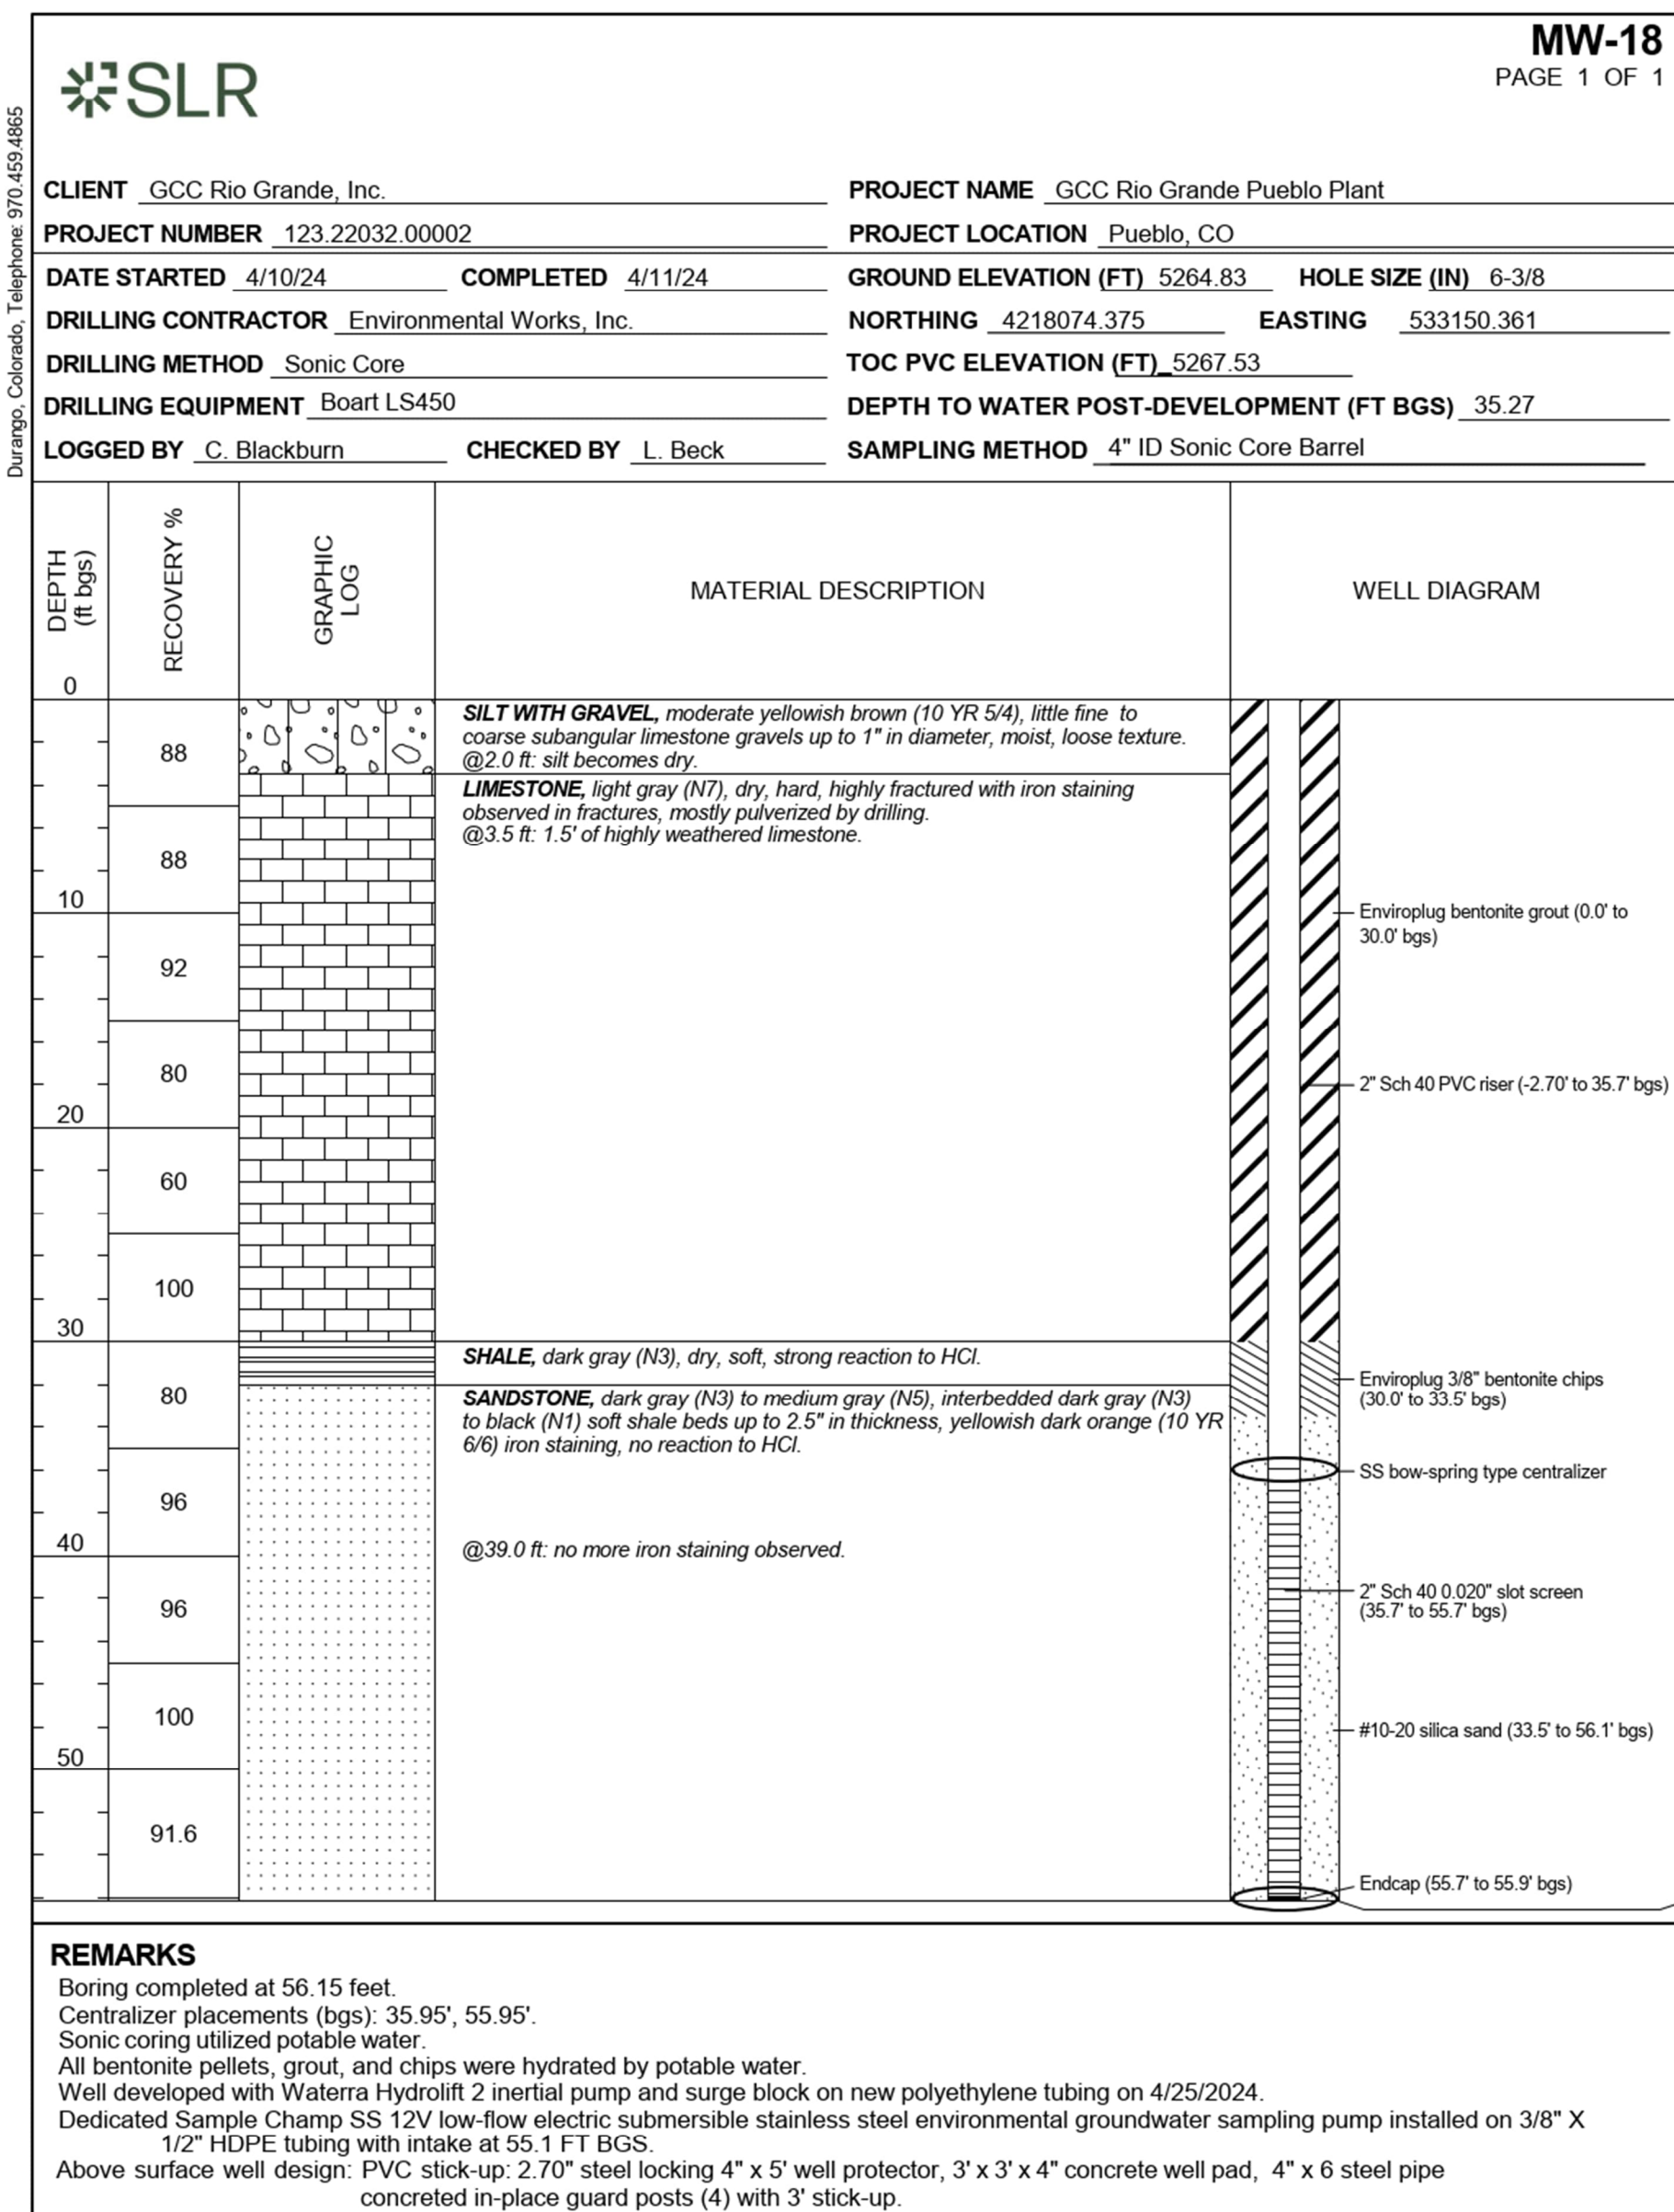 MW-18
PAGE 1 OF 1
SLR
Durango, Colorado, Telephone: 970.459.4865
CLIENT GCC Rio Grande, Inc.
PROJECT NAME GCC Rio Grande Pueblo Plant
PROJECT NUMBER 123.22032.00002
PROJECT LOCATION Pueblo, CO
DATE STARTED 4/10/24 COMPLETED 4/11/24
GROUND ELEVATION (FT) 5264.83 HOLE SIZE (IN) 6-3/8
DRILLING CONTRACTOR Environmental Works, Inc.
NORTHING 4218074.375 EASTING 533150.361
DRILLING METHOD Sonic Core
TOC PVC ELEVATION (FT)_5267.53
DRILLING EQUIPMENT Boart LS450
DEPTH TO WATER POST-DEVELOPMENT (FT BGS) 35.27
LOGGED BY C. Blackburn CHECKED BY L. Beck
SAMPLING METHOD 4" ID Sonic Core Barrel
DEPTH
(ft bgs)
RECOVERY %
GRAPHIC
LOG
MATERIAL DESCRIPTION
WELL DIAGRAM
0
SILT WITH GRAVEL, moderate yellowish brown (10 YR 5/4), little fine to
coarse subangular limestone gravels up to 1" in diameter, moist, loose texture.
@2.0 ft: silt becomes dry.
88
LIMESTONE, light gray (N7), dry, hard, highly fractured with iron staining
observed in fractures, mostly pulverized by drilling.
@3.5 ft: 1.5' of highly weathered limestone.
88
10
Enviroplug bentonite grout (0.0' to
30.0' bgs)
92
80
2" Sch 40 PVC riser (-2.70' to 35.7' bgs)
20
60
100
30
SHALE, dark gray (N3), dry, soft, strong reaction to HCl.
Enviroplug 3/8" bentonite chips
(30.0' to 33.5' bgs)
80
SANDSTONE, dark gray (N3) to medium gray (N5), interbedded dark gray (N3)
to black (N1) soft shale beds up to 2.5" in thickness, yellowish dark orange (10 YR
6/6) iron staining, no reaction to HCl.
SS bow-spring type centralizer
96
40
@39.0 ft: no more iron staining observed.
2" Sch 40 0.020" slot screen
(35.7' to 55.7' bgs)
96
100
#10-20 silica sand (33.5' to 56.1' bgs)
50
91.6
Endcap (55.7' to 55.9' bgs)
REMARKS
Boring completed at 56.15 feet.
Centralizer placements (bgs): 35.95', 55.95'.
Sonic coring utilized potable water.
All bentonite pellets, grout, and chips were hydrated by potable water.
Well developed with Waterra Hydrolift 2 inertial pump and surge block on new polyethylene tubing on 4/25/2024.
Dedicated Sample Champ SS 12V low-flow electric submersible stainless steel environmental groundwater sampling pump installed on 3/8" X
1/2" HDPE tubing with intake at 55.1 FT BGS.
Above surface well design: PVC stick-up: 2.70" steel locking 4" x 5' well protector, 3' x 3' x 4" concrete well pad, 4" x 6 steel pipe
concreted in-place guard posts (4) with 3' stick-up.